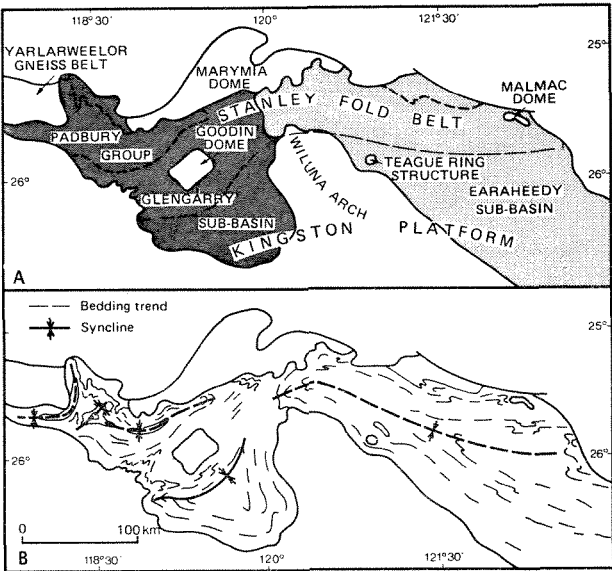 118°30'
120°
121°30'
YARLARWEELOR
GNEISS BELT
MARYMIA
DOME
25°
MALMAC
DOME
STANLEY FOLD BELT
PADBURY
GROUP
GOODIN
DOME
TEAGUE RING
STRUCTURE
26°
26°
GLENGARRY
SUB-BASIN
WILUNA ARCH
EARAHEEDY
SUB-BASIN
KINGSTON PLATFORM
A
Bedding trend
Syncline
25°
26°
26°
0 100 km
B
118°30'
120°
121°30'